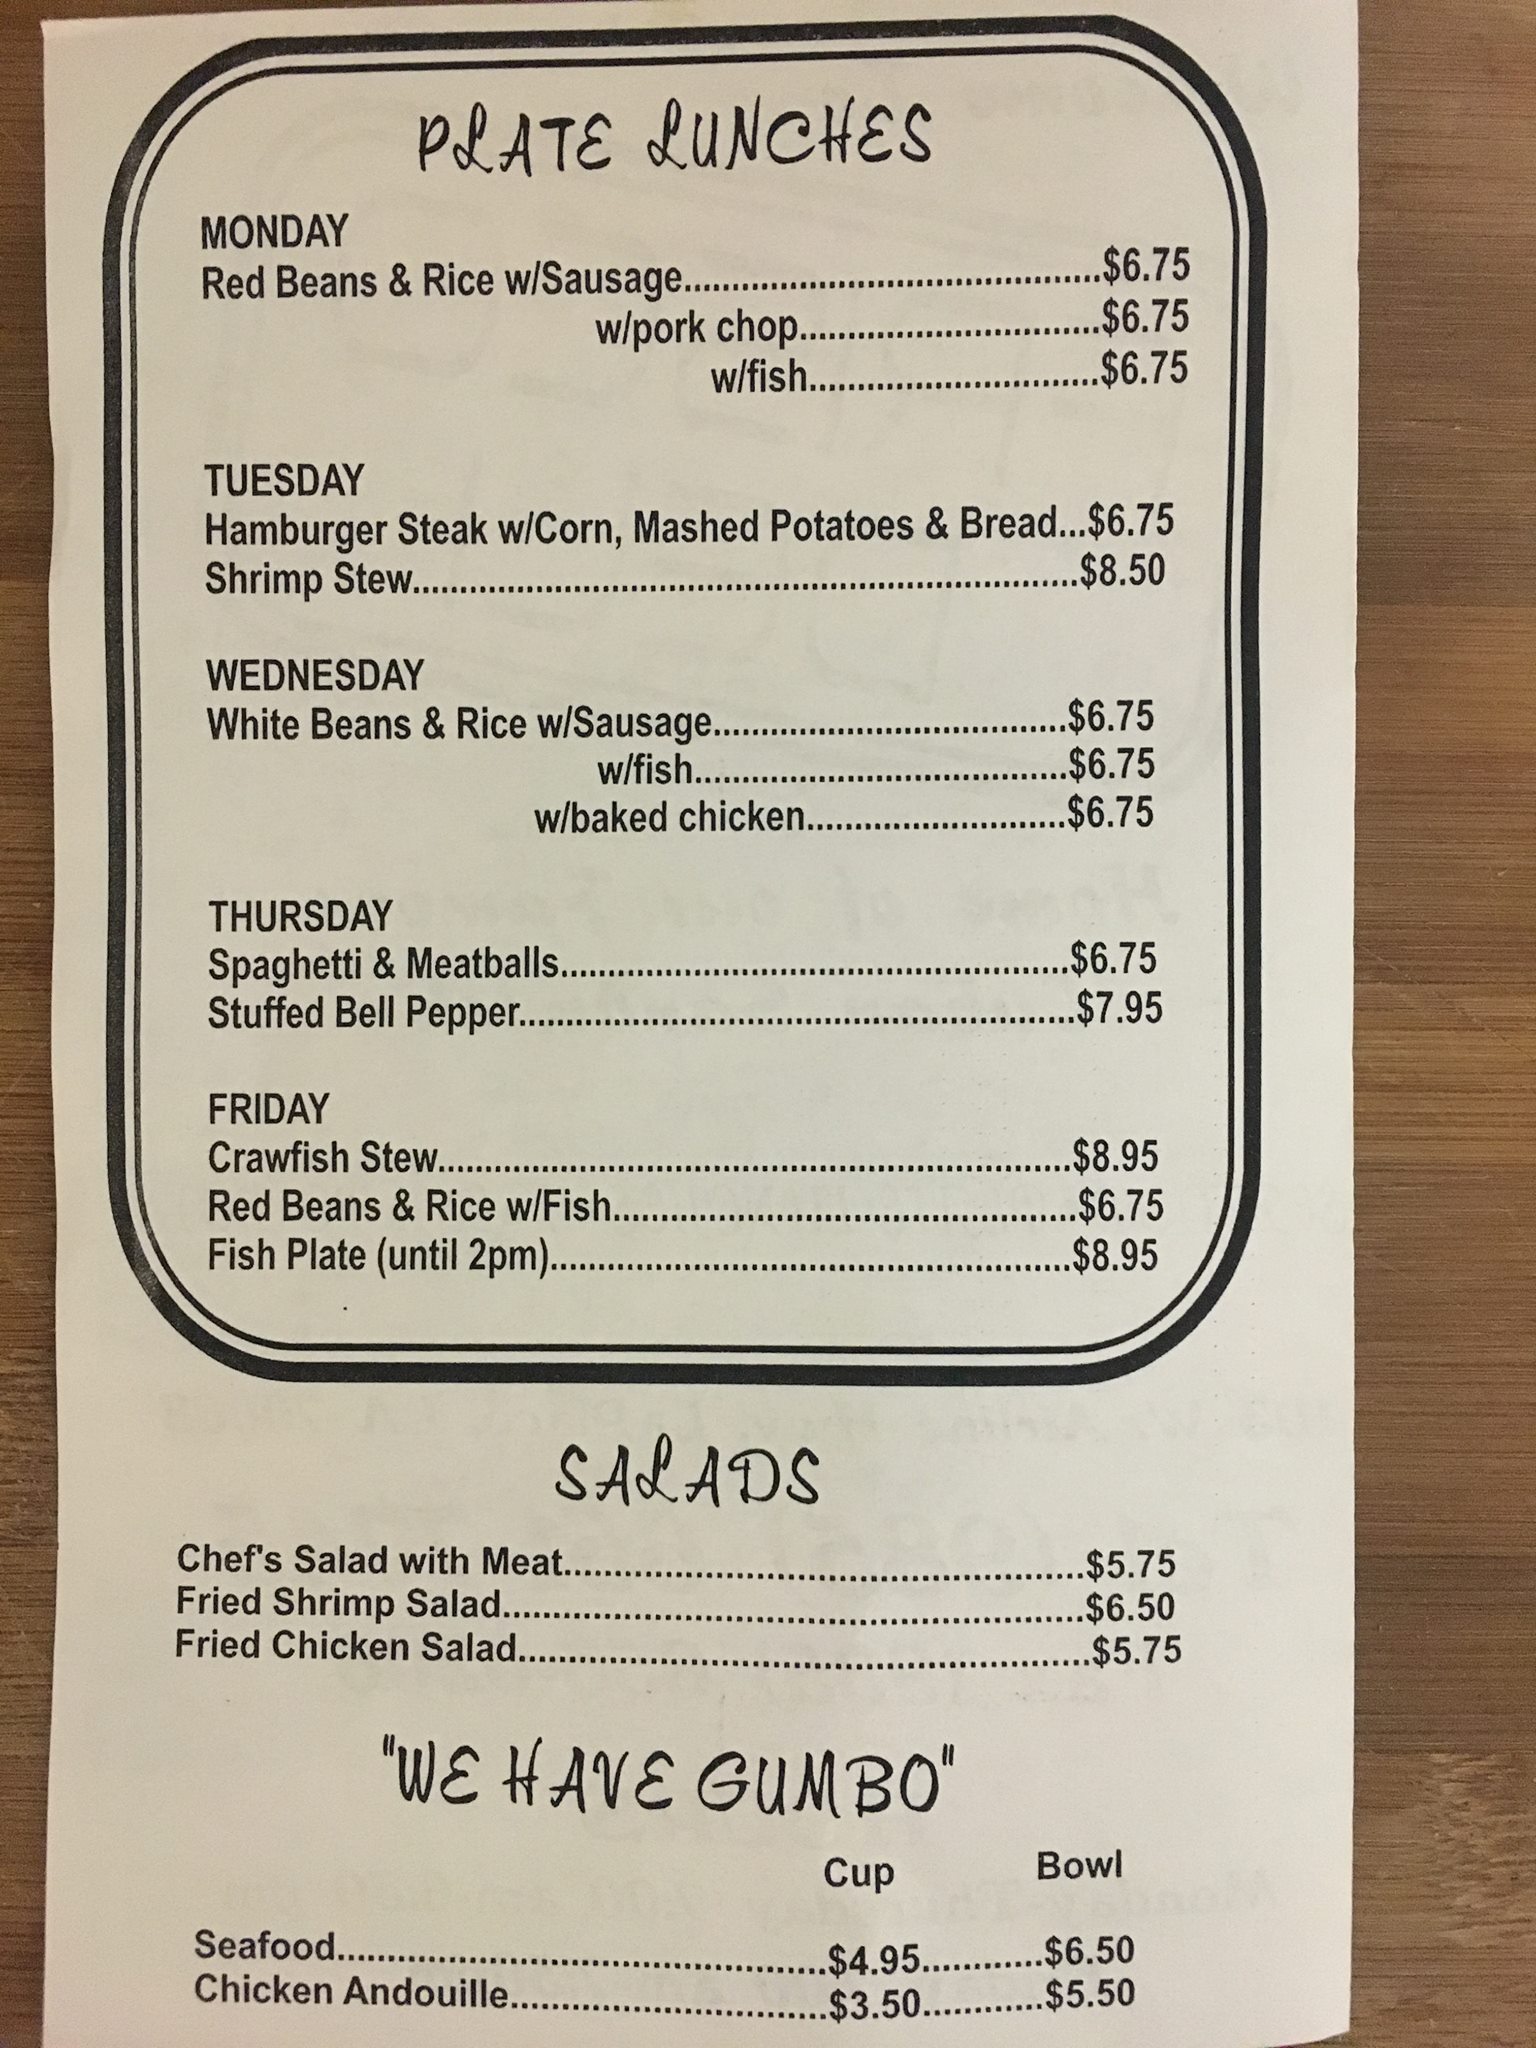 PLATE LUNCHES
MONDAY
Red Beans & Rice w/Sausage...........................................$6.75
w/pork chop...............................$6.75
w/fish..............................$6.75
TUESDAY
Hamburger Steak w/Corn, Mashed Potatoes & Bread...$6.75
Shrimp Stew......................................................................$8.50
WEDNESDAY
White Beans & Rice w/Sausage.....................................$6.75
w/fish.......................................$6.75
w/baked chicken...........................$6.75
THURSDAY
Spaghetti & Meatballs.....................................................$6.75
Stuffed Bell Pepper..........................................................$7.95
FRIDAY
Crawfish Stew..................................................................$8.95
Red Beans & Rice w/Fish................................................$6.75
Fish Plate (until 2pm)......................................................$8.95
SALADS
Chef's Salad with Meat....................................................$5.75
Fried Shrimp Salad..........................................................$6.50
Fried Chicken Salad.........................................................$5.75
"WE HAVE GUMBO"
Cup Bowl
Seafood.................................................$4.95............$6.50
Chicken Andouille................................$3.50............$5.50